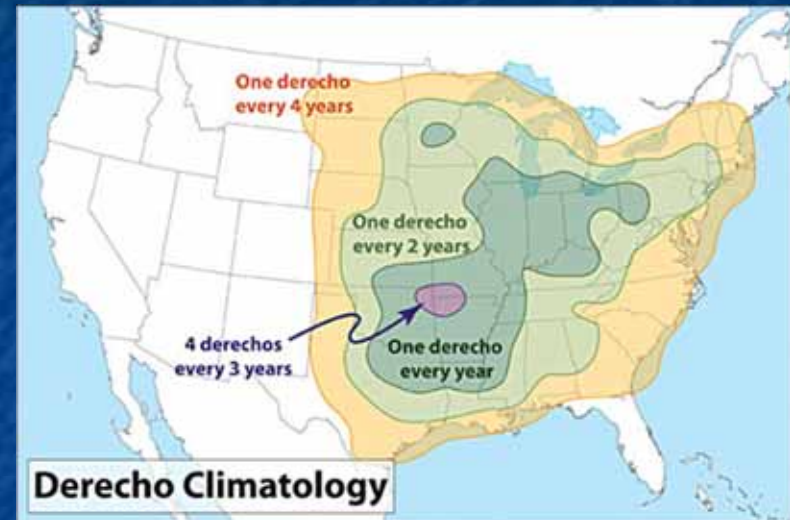 One derecho
every 4 years
One derecho
every 2 years
4 derechos
every 3 years
One derecho
every year
Derecho Climatology